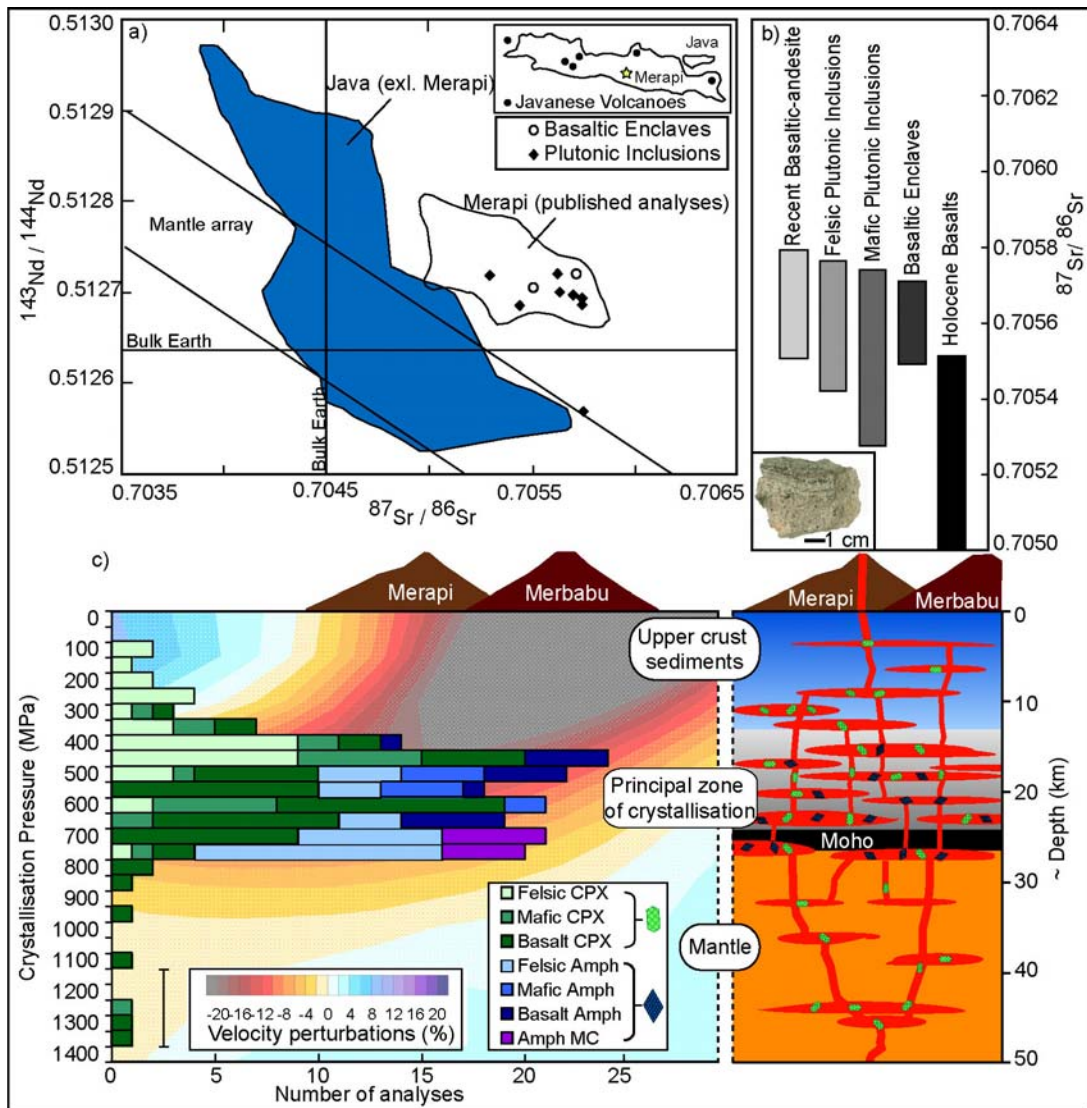 a)
0.5130
0.5129
0.5128
0.5127
0.5126
0.5125
143Nd / 144Nd
Java (exl. Merapi)
Java
Merapi
Javanese Volcanoes
Basaltic Enclaves
Plutonic Inclusions
Merapi (published analyses)
Mantle array
Bulk Earth
Bulk Earth
0.7035
0.7045
0.7055
0.7065
87Sr / 86Sr
b)
Recent Basaltic-andesite
Felsic Plutonic Inclusions
Mafic Plutonic Inclusions
Basaltic Enclaves
Holocene Basalts
1 cm
0.7064
0.7062
0.7060
0.7058
0.7056
0.7054
0.7052
0.7050
87Sr/ 86Sr
c)
Merapi
Merbabu
Crystallisation Pressure (MPa)
0
100
200
300
400
500
600
700
800
900
1000
1100
1200
1300
1400
0
5
10
15
20
25
Number of analyses
-20-16-12 -8 -4 0 4 8 12 16 20
Velocity perturbations (%)
Felsic CPX
Mafic CPX
Basalt CPX
Felsic Amph
Mafic Amph
Basalt Amph
Amph MC
Upper crust
sediments
Principal zone
of crystallisation
Mantle
Merapi
Merbabu
Moho
0
10
20
30
40
50
~ Depth (km)